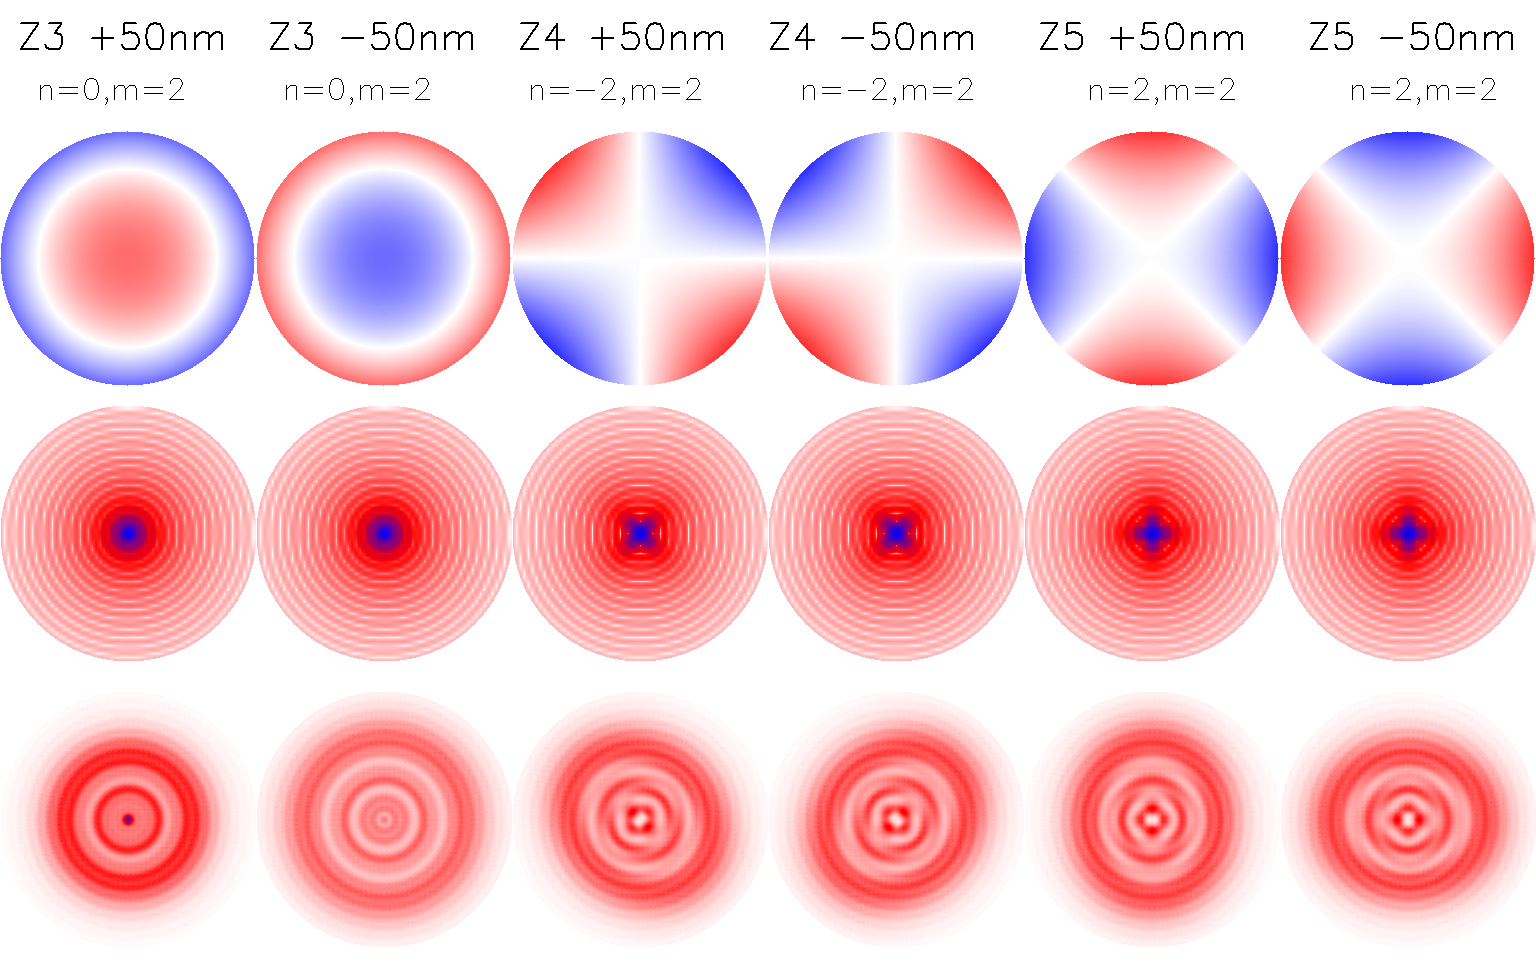 Z3 +50nm Z3 -50nm Z4 +50nm Z4 -50nm Z5 +50nm Z5 -50nm
n=0,m=2 n=0,m=2 n=-2,m=2 n=-2,m=2 n=2,m=2 n=2,m=2